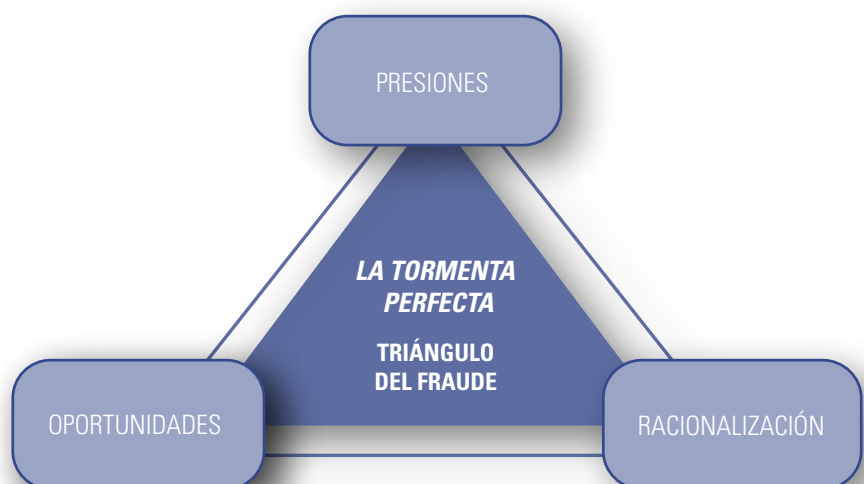 PRESIONES
LA TORMENTA
PERFECTA
TRIÁNGULO
DEL FRAUDE
OPORTUNIDADES
RACIONALIZACIÓN